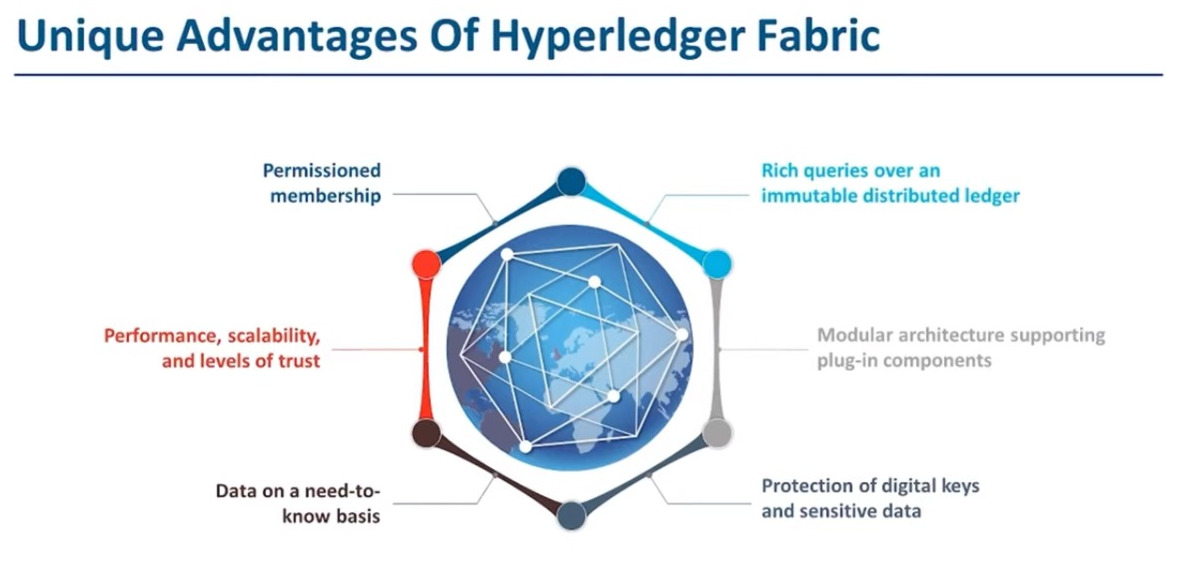 Unique Advantages Of Hyperledger Fabric
Permissioned
membership
Rich queries over an
immutable distributed ledger
Performance, scalability,
and levels of trust
Modular architecture supporting
plug-in components
Data on a need-to-
know basis
Protection of digital keys
and sensitive data